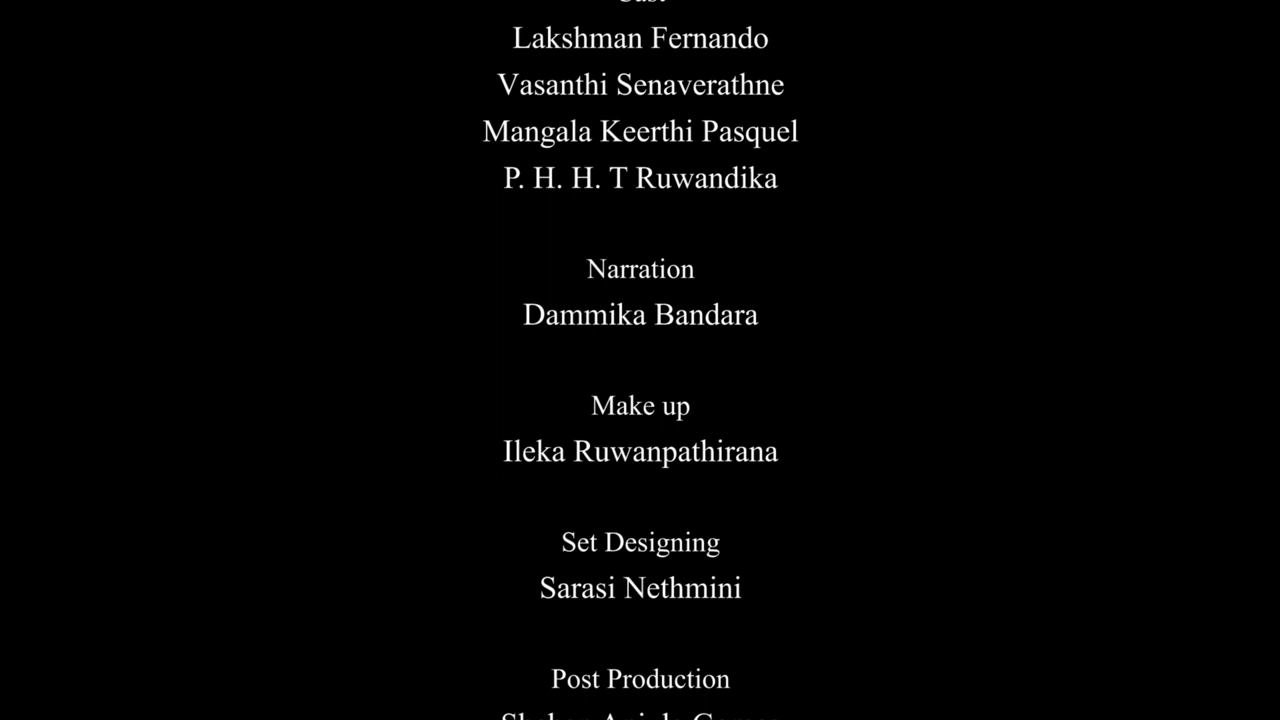 Cast
Lakshman Fernando
Vasanthi Senaverathne
Mangala Keerthi Pasquel
P. H. H. T Ruwandika
Narration
Dammika Bandara
Make up
Ileka Ruwanpathirana
Set Designing
Sarasi Nethmini
Post Production